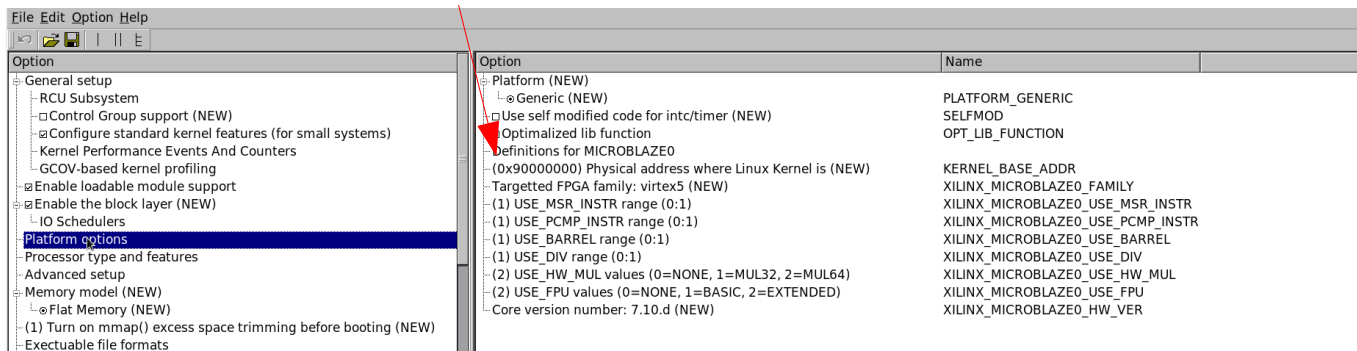 File Edit Option Help
Option
General setup
RCU Subsystem
Control Group support (NEW)
Configure standard kernel features (for small systems)
Kernel Performance Events And Counters
GCOV-based kernel profiling
Enable loadable module support
Enable the block layer (NEW)
IO Schedulers
Platform options
Processor type and features
Advanced setup
Memory model (NEW)
Flat Memory (NEW)
(1) Turn on mmap() excess space trimming before booting (NEW)
Exectuable file formats
Option Name
Platform (NEW)
Generic (NEW) PLATFORM_GENERIC
Use self modified code for intc/timer (NEW) SELFMOD
Optimalized lib function OPT_LIB_FUNCTION
Definitions for MICROBLAZE0
(0x90000000) Physical address where Linux Kernel is (NEW) KERNEL_BASE_ADDR
Targetted FPGA family: virtex5 (NEW) XILINX_MICROBLAZE0_FAMILY
(1) USE_MSR_INSTR range (0:1) XILINX_MICROBLAZE0_USE_MSR_INSTR
(1) USE_PCMP_INSTR range (0:1) XILINX_MICROBLAZE0_USE_PCMP_INSTR
(1) USE_BARREL range (0:1) XILINX_MICROBLAZE0_USE_BARREL
(1) USE_DIV range (0:1) XILINX_MICROBLAZE0_USE_DIV
(2) USE_HW_MUL values (0=NONE, 1=MUL32, 2=MUL64) XILINX_MICROBLAZE0_USE_HW_MUL
(2) USE_FPU values (0=NONE, 1=BASIC, 2=EXTENDED) XILINX_MICROBLAZE0_USE_FPU
Core version number: 7.10.d (NEW) XILINX_MICROBLAZE0_HW_VER